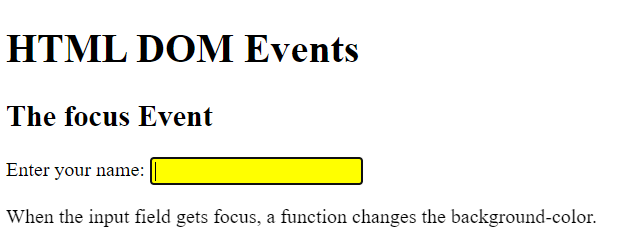 HTML DOM Events
The focus Event
Enter your name:
When the input field gets focus, a function changes the background-color.